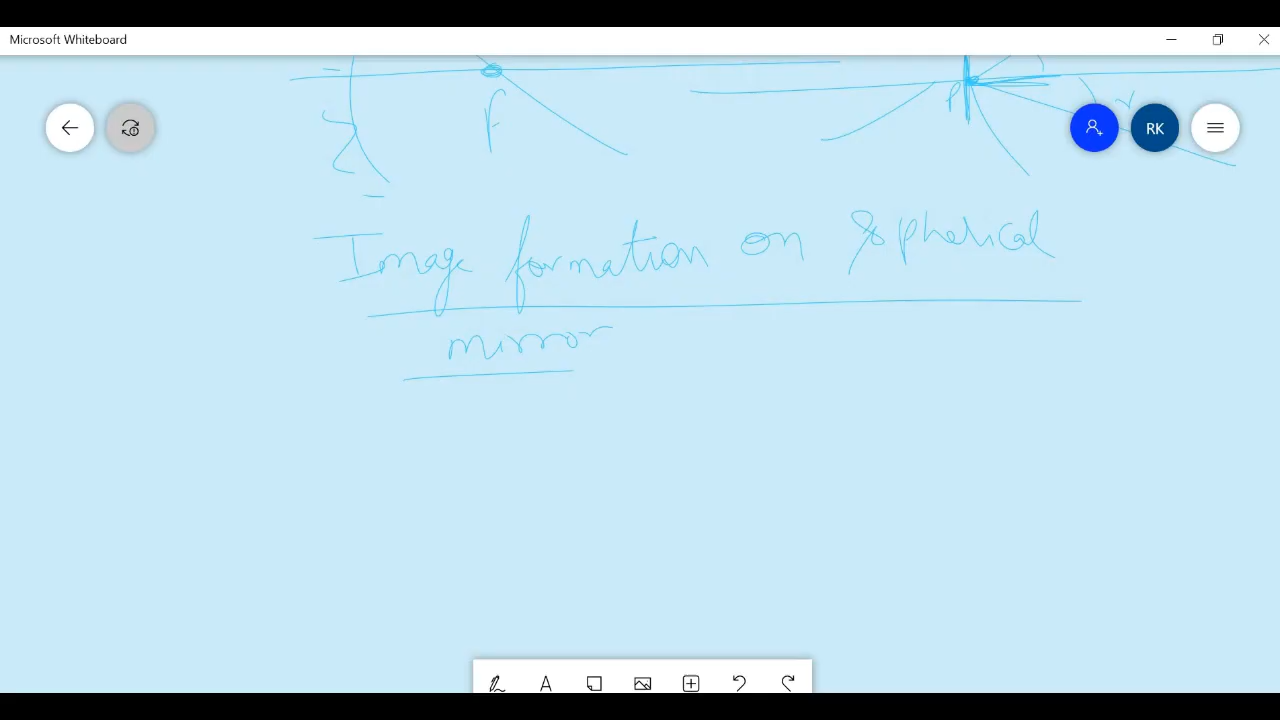 Microsoft Whiteboard
F
P
r
RK
Image formation on spherical
mirror
A